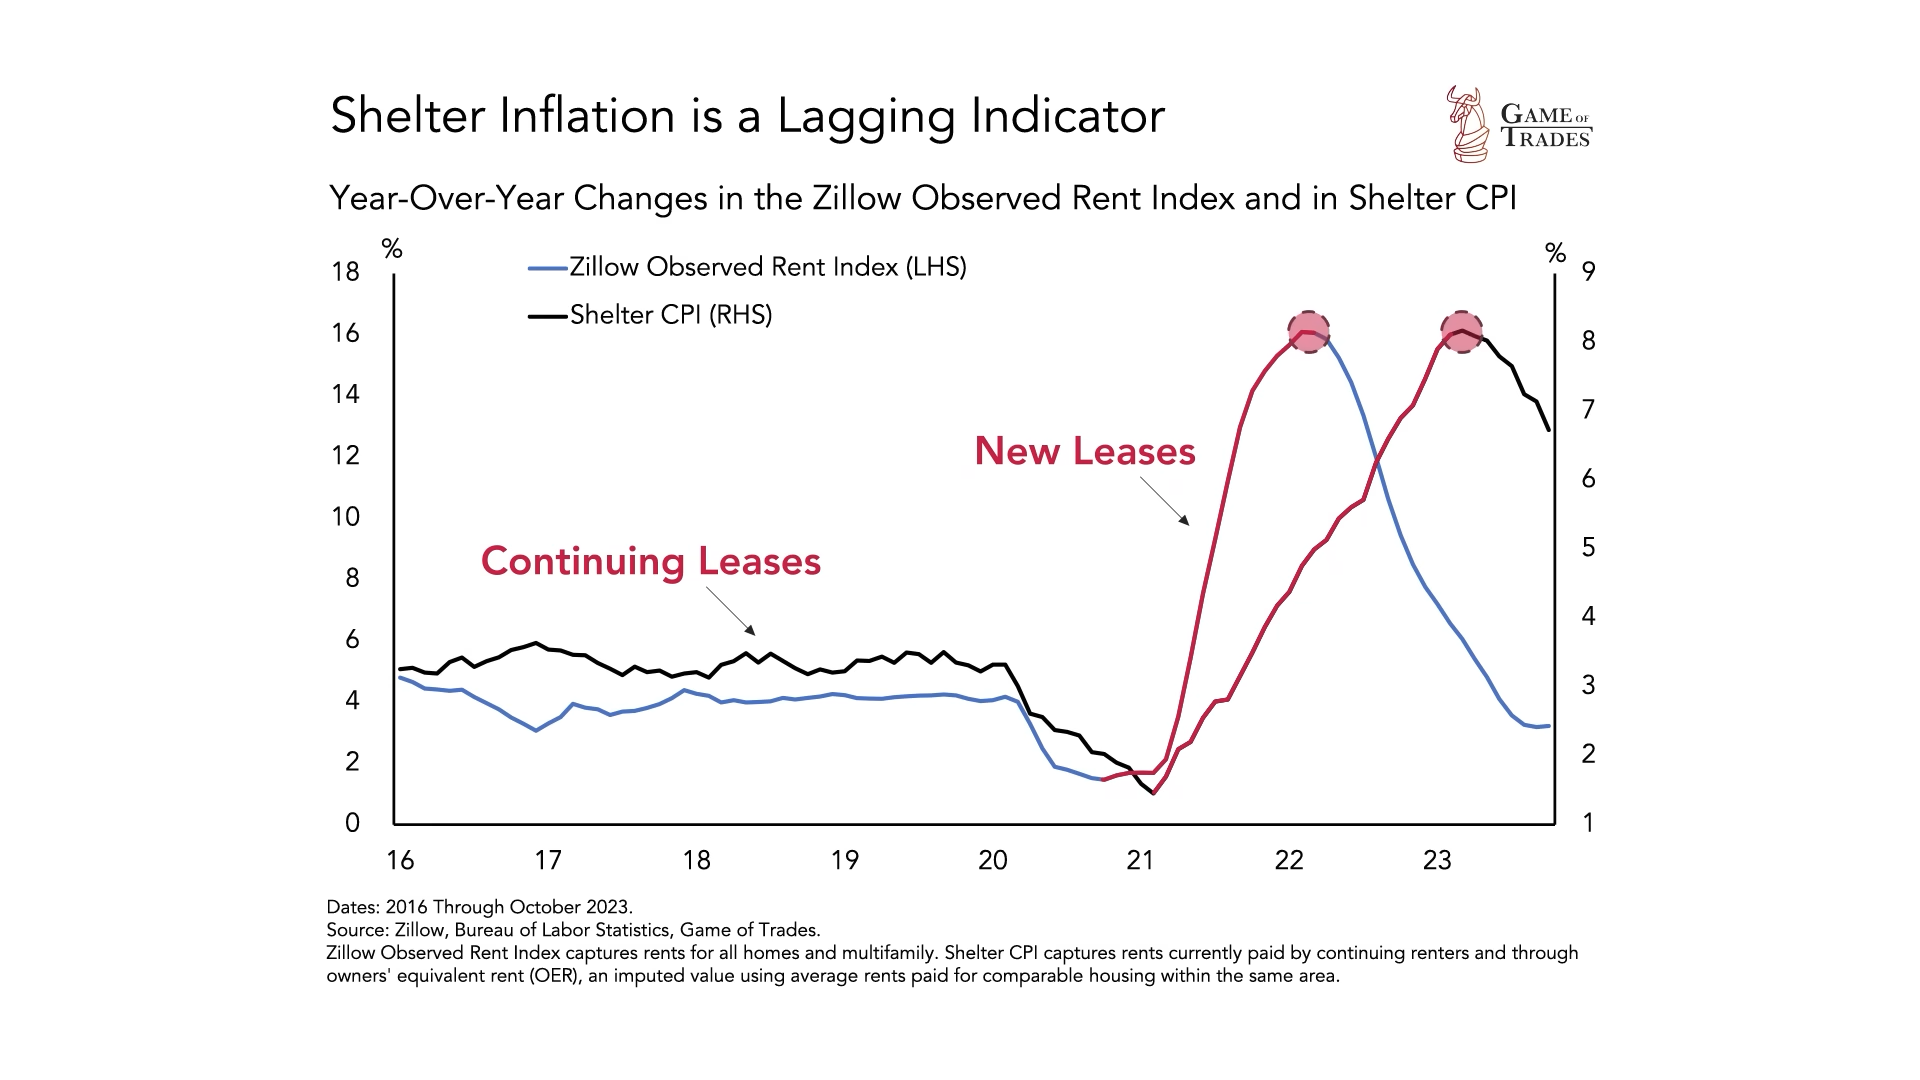 Shelter Inflation is a Lagging Indicator
GAME OF
TRADES
Year-Over-Year Changes in the Zillow Observed Rent Index and in Shelter CPI
%
%
Zillow Observed Rent Index (LHS)
Shelter CPI (RHS)
18
16
14
12
10
8
6
4
2
0
9
8
7
6
5
4
3
2
1
New Leases
Continuing Leases
16 17 18 19 20 21 22 23
Dates: 2016 Through October 2023.
Source: Zillow, Bureau of Labor Statistics, Game of Trades.
Zillow Observed Rent Index captures rents for all homes and multifamily. Shelter CPI captures rents currently paid by continuing renters and through
owners' equivalent rent (OER), an imputed value using average rents paid for comparable housing within the same area.